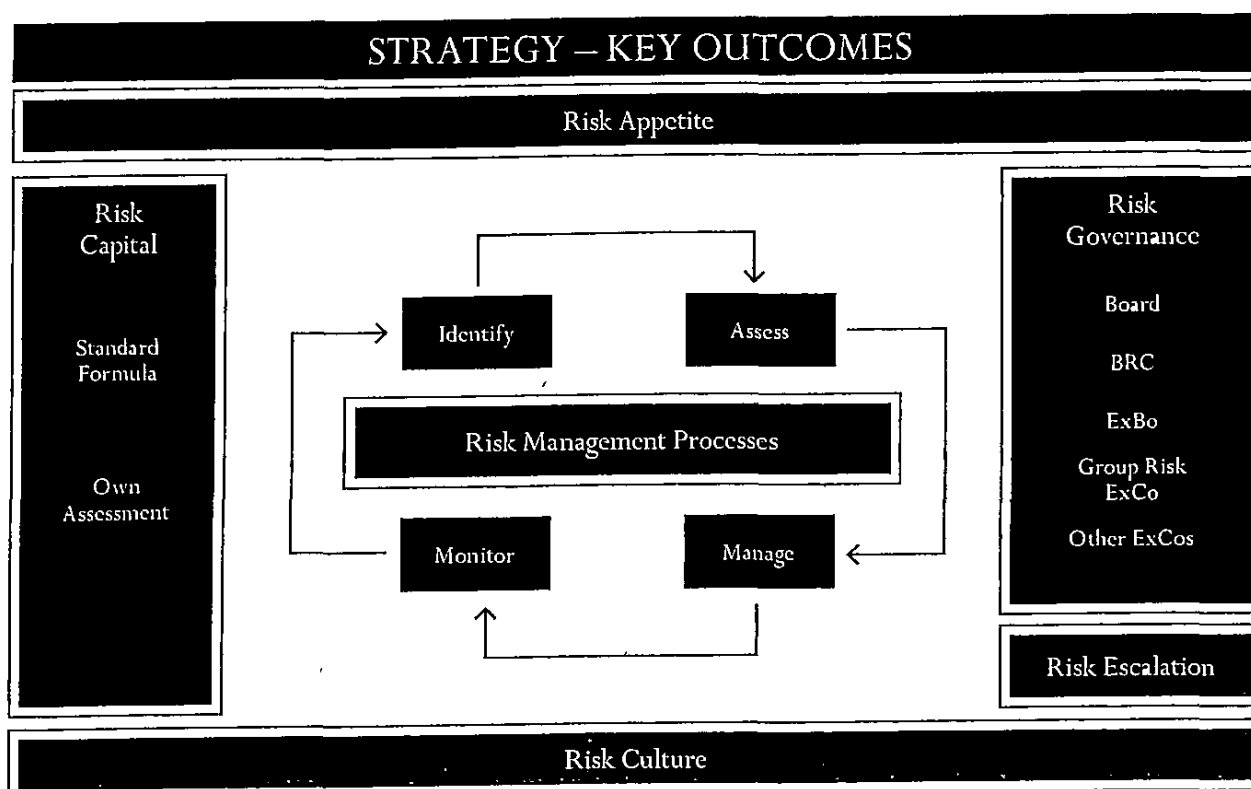 STRATEGY – KEY OUTCOMES
Risk Appetite
Risk
Capital
Standard
Formula
Own
Assessment
Identify
Assess
Risk Management Processes
Monitor
Manage
Risk
Governance
Board
BRC
ExBo
Group Risk
ExCo
Other ExCos
Risk Escalation
Risk Culture